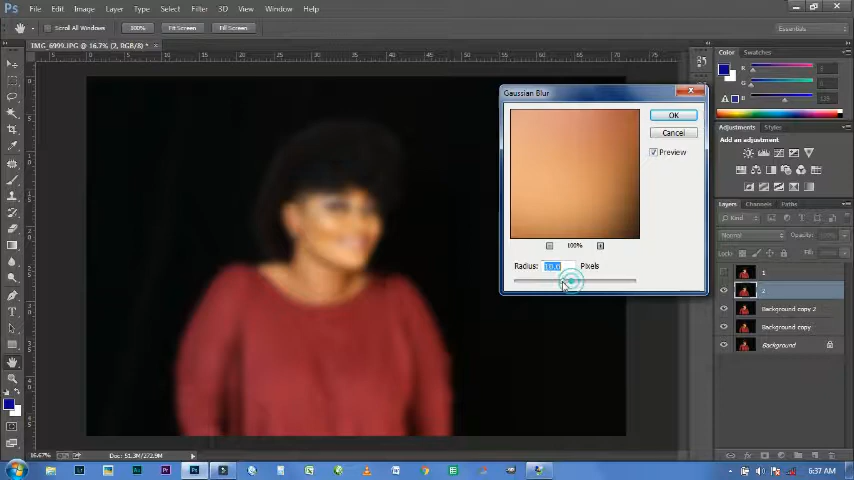 Ps File Edit Image Layer Type Select Filter 3D View Window Help
Scroll All Windows 100% Fit Screen Fill Screen Essentials
IMG_6999.JPG @ 16.7% (2, RGB/8) * ×
Color Swatches
R
G
B
Gaussian Blur
OK
Cancel
Preview
100%
Radius: 10.0 Pixels
Adjustments Styles
Add an adjustment
Layers Channels Paths
Kind
Normal Opacity:
Lock: Fill:
1
2
Background copy 2
Background copy
Background
16.67% Doc: 51.3M/272.9M
6:37 AM